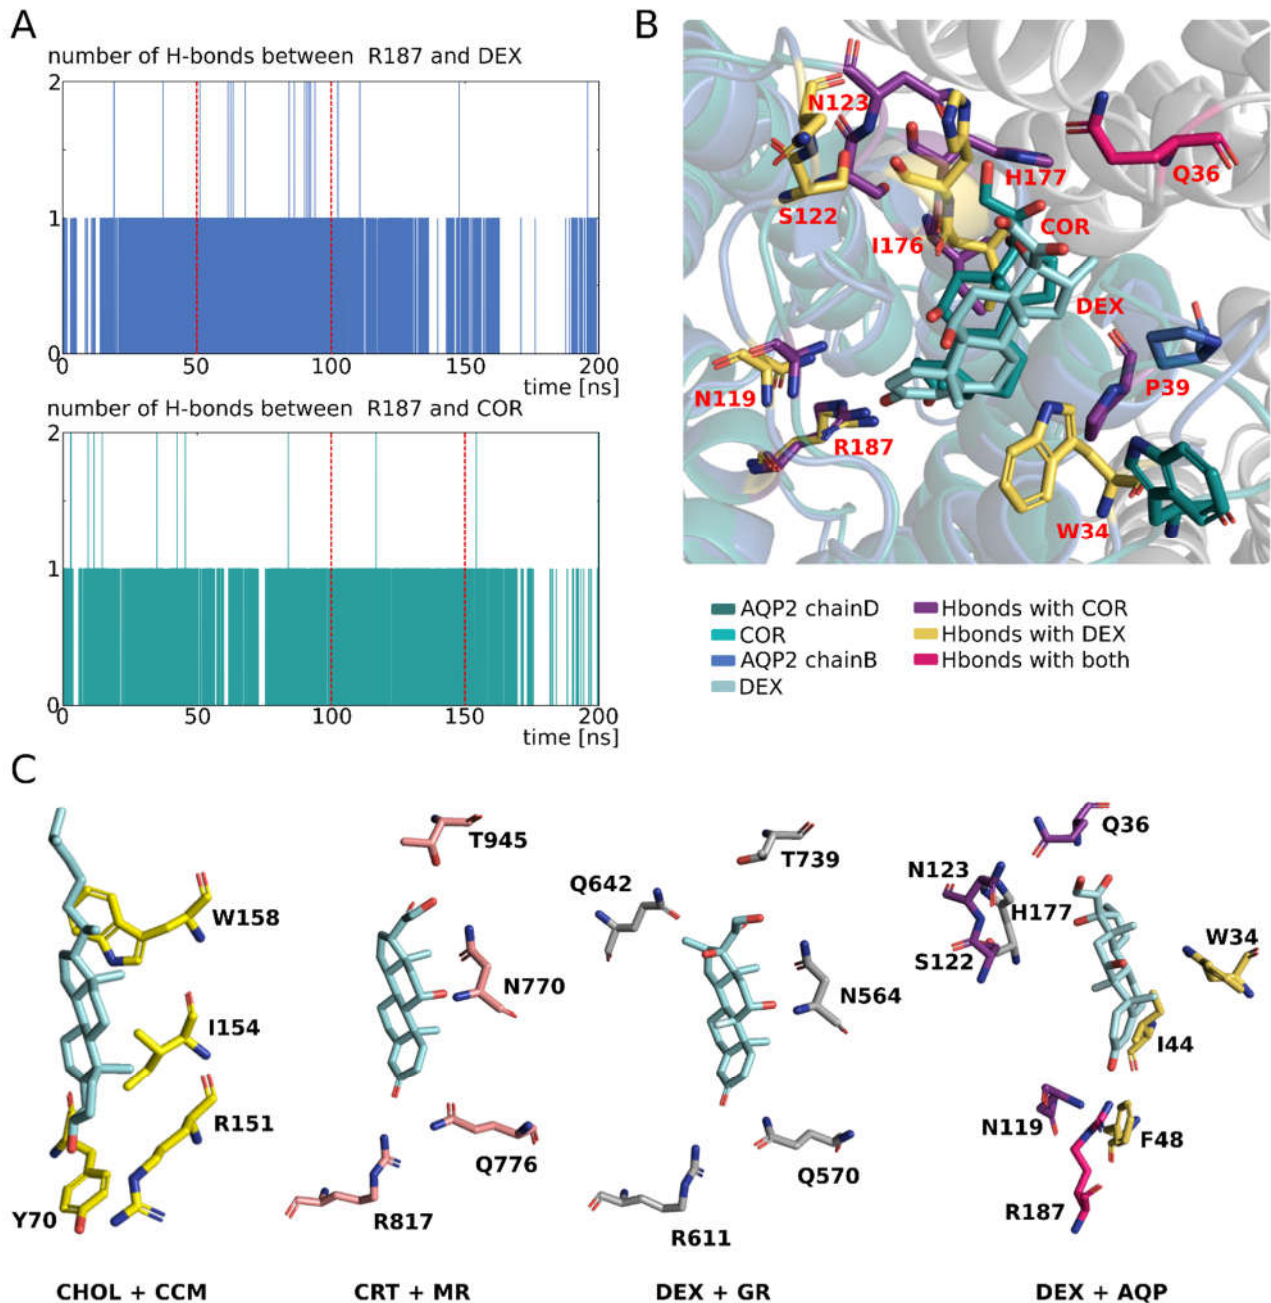 A
number of H-bonds between R187 and DEX
2
1
0
0
50
100
150
200
time [ns]
number of H-bonds between R187 and COR
2
1
0
0
50
100
150
200
time [ns]
B
N123
Q36
H177
S122
COR
I176
DEX
P39
N119
R187
W34
AQP2 chainD
COR
AQP2 chainB
DEX
Hbonds with COR
Hbonds with DEX
Hbonds with both
C
W158
I154
R151
Y70
CHOL + CCM
T945
N770
Q776
R817
CRT + MR
T739
Q642
N564
Q570
R611
DEX + GR
Q36
N123
H177
S122
W34
I44
N119
F48
R187
DEX + AQP